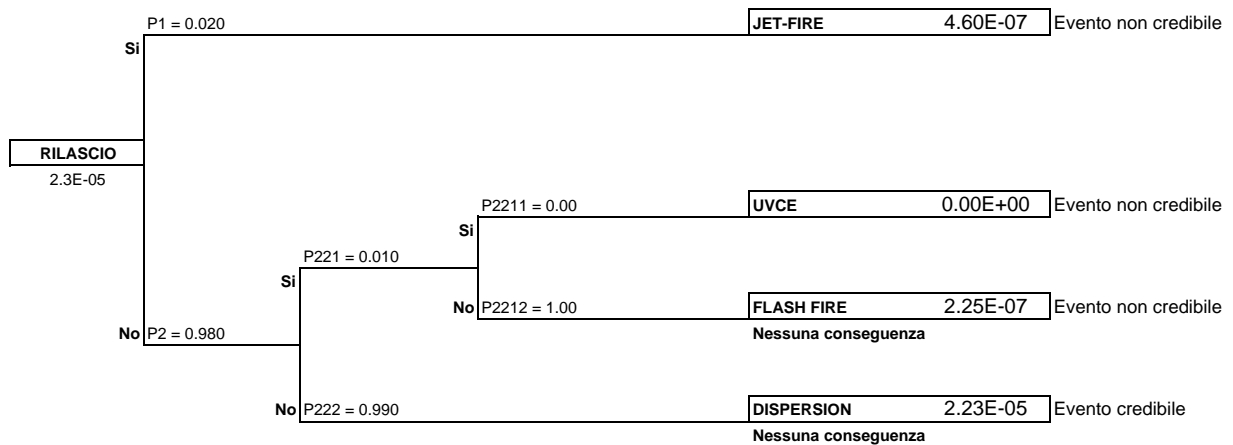 P1 = 0.020
JET-FIRE 4.60E-07 Evento non credibile
Si
RILASCIO
2.3E-05
P2211 = 0.00
UVCE 0.00E+00 Evento non credibile
Si
P221 = 0.010
Si
No P2212 = 1.00
FLASH FIRE 2.25E-07 Evento non credibile
Nessuna conseguenza
No P2 = 0.980
No P222 = 0.990
DISPERSION 2.23E-05 Evento credibile
Nessuna conseguenza